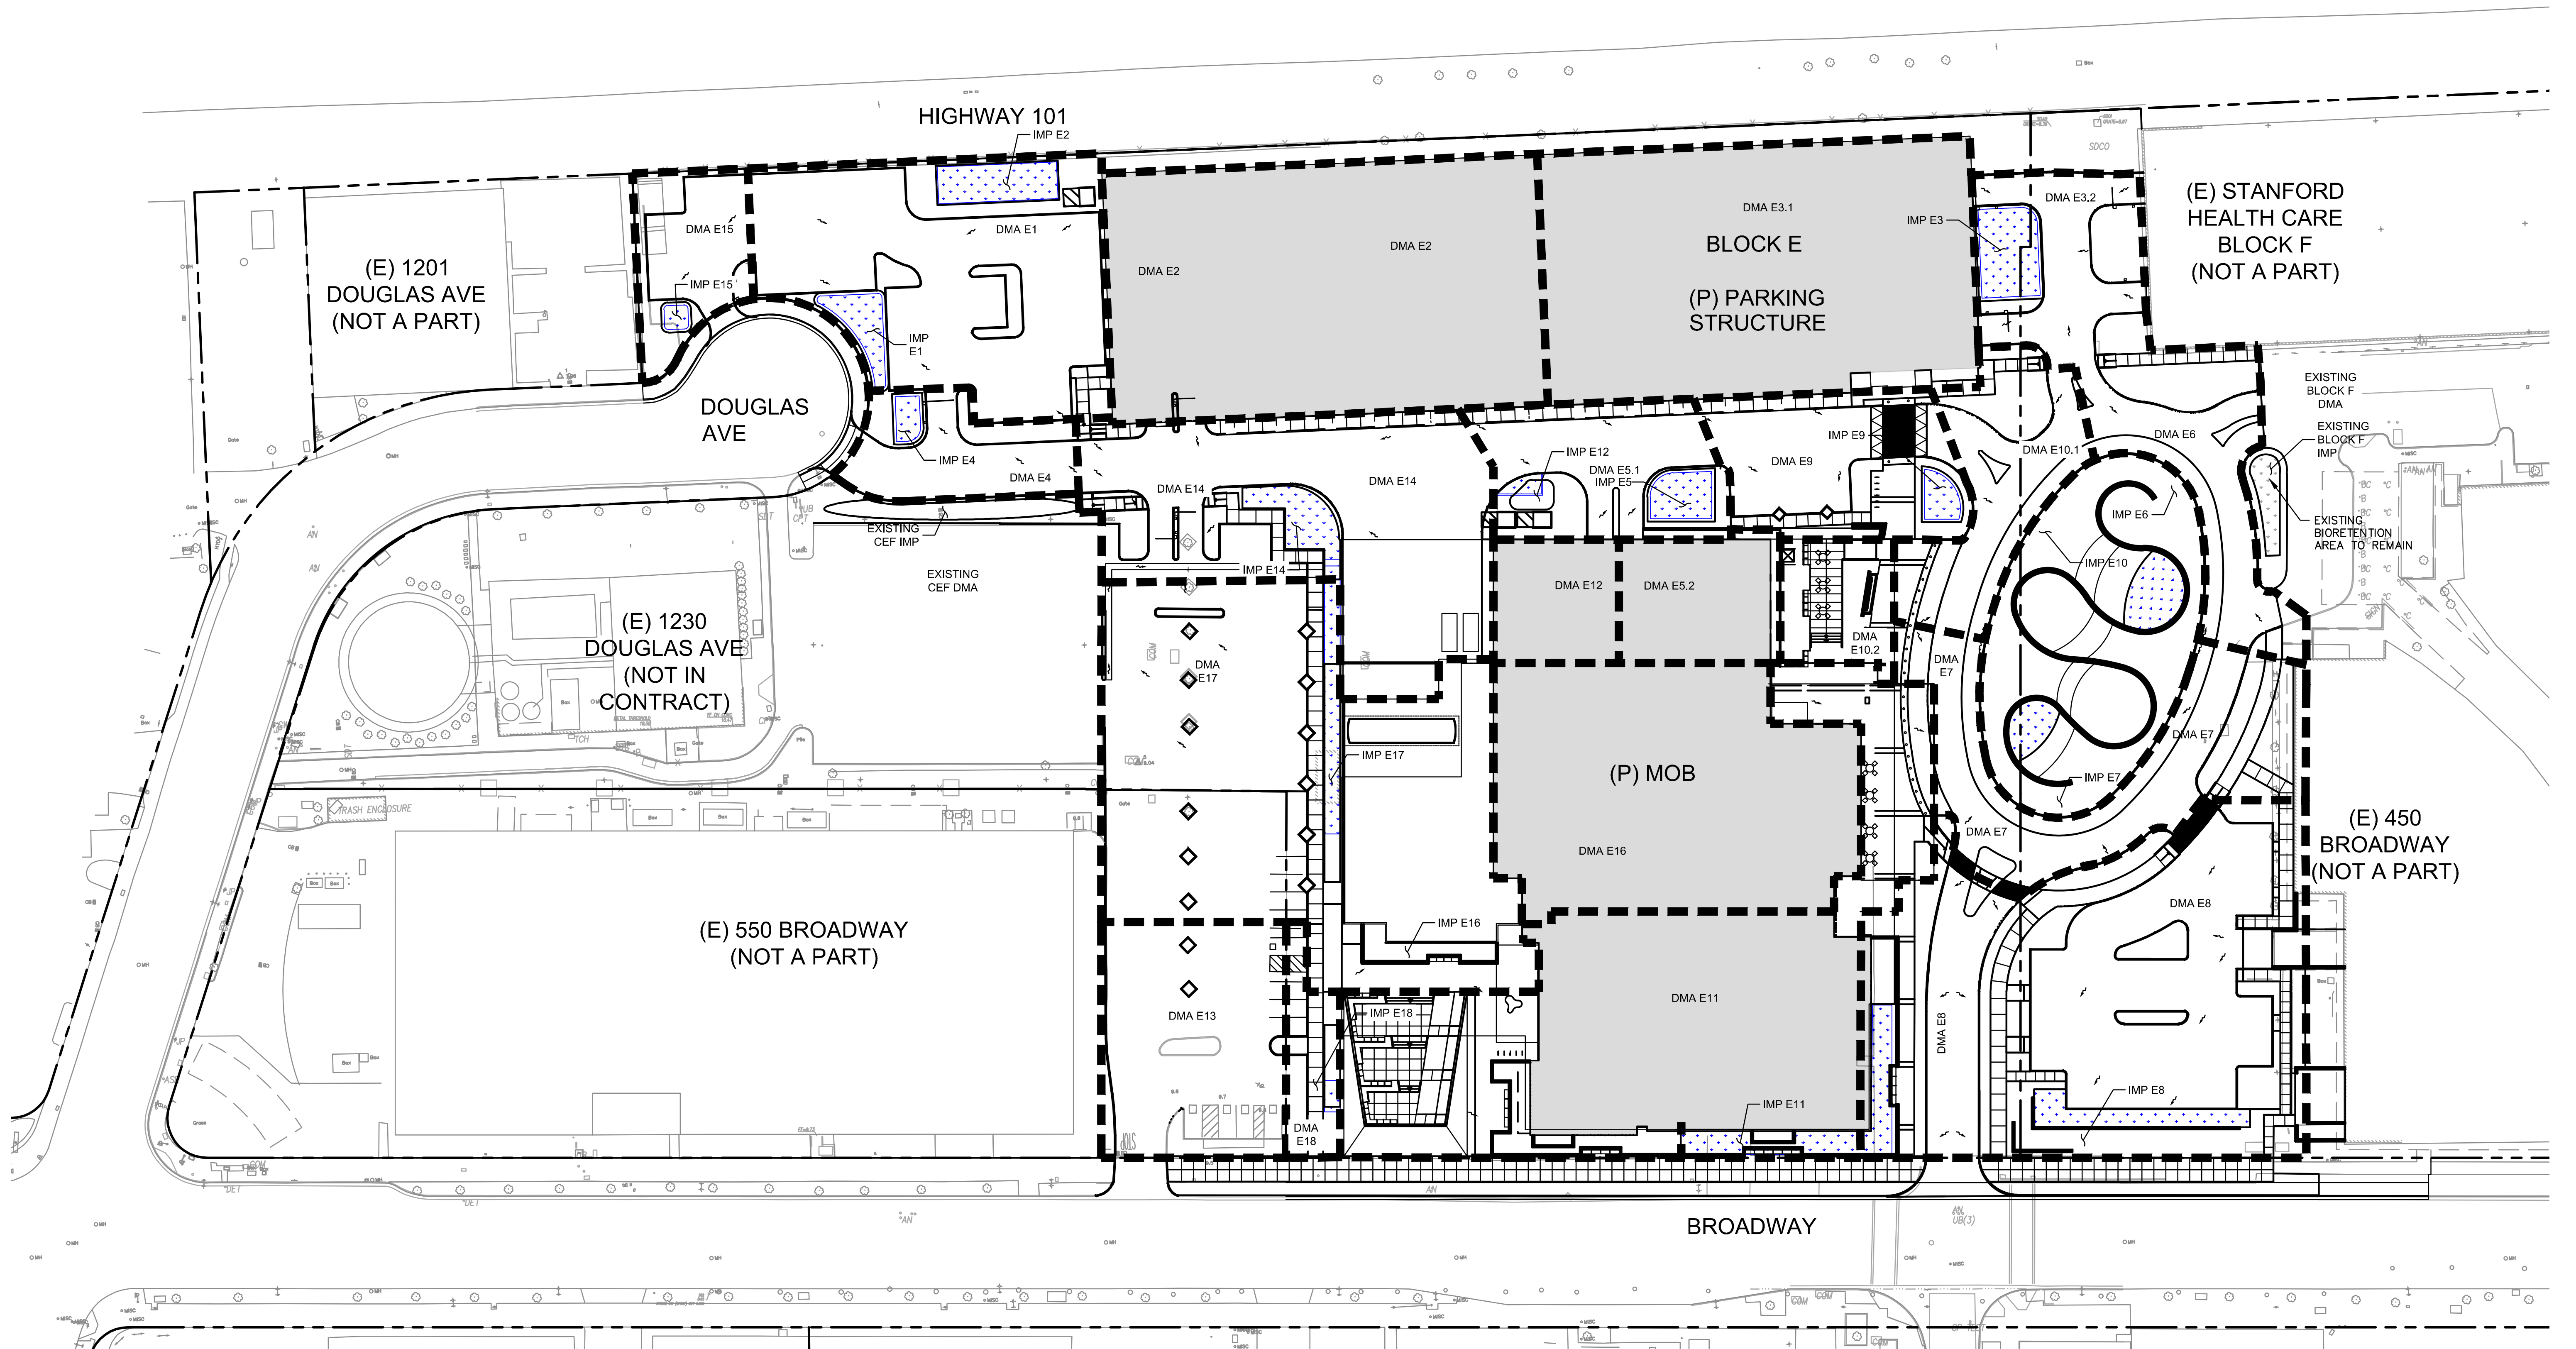 HIGHWAY 101
IMP E2
(E) STANFORD
HEALTH CARE
BLOCK F
(NOT A PART)
SDCO
DMA E15
DMA E1
DMA E2
DMA E2
DMA E3.1
BLOCK E
(P) PARKING
STRUCTURE
IMP E3
DMA E3.2
(E) 1201
DOUGLAS AVE
(NOT A PART)
IMP E15
IMP
E1
DOUGLAS
AVE
IMP E4
DMA E4
DMA E14
DMA E14
IMP E12
DMA E5.1
IMP E5
DMA E9
IMP E9
DMA E10.1
DMA E6
EXISTING
BLOCK F
DMA
EXISTING
BLOCK F
IMP
EXISTING
BIORETENTION
AREA TO REMAIN
EXISTING
CEF IMP
EXISTING
CEF DMA
IMP E14
DMA E12
DMA E5.2
IMP E6
IMP E10
(E) 1230
DOUGLAS AVE
(NOT IN
CONTRACT)
DMA
E17
DMA
E10.2
DMA
E7
DMA E7
IMP E17
(P) MOB
IMP E7
TRASH ENCLOSURE
DMA E16
DMA E7
(E) 450
BROADWAY
(NOT A PART)
(E) 550 BROADWAY
(NOT A PART)
IMP E16
DMA E8
DMA E11
DMA E13
IMP E18
DMA E8
IMP E8
IMP E11
DMA
E18
STOP
BROADWAY
UB(3)